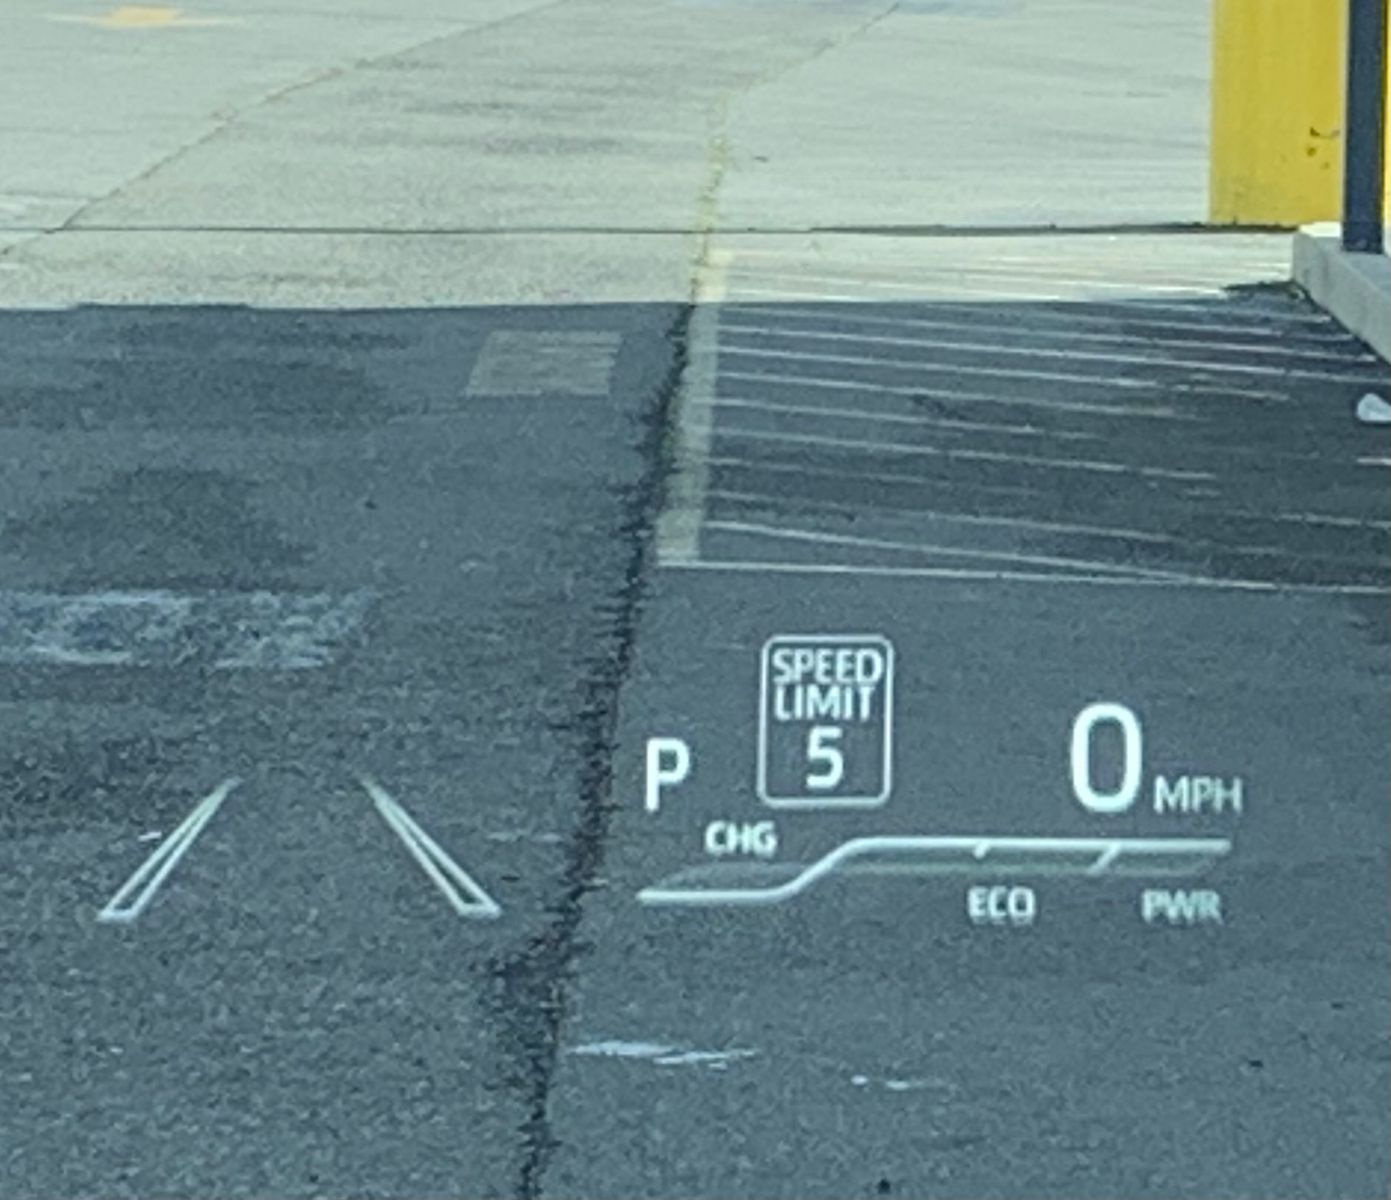 SPEED
LIMIT
5
P
0 MPH
CHG
ECO
PWR